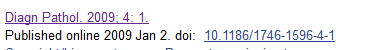 Diagn Pathol. 2009; 4: 1.
Published online 2009 Jan 2. doi: 10.1186/1746-1596-4-1